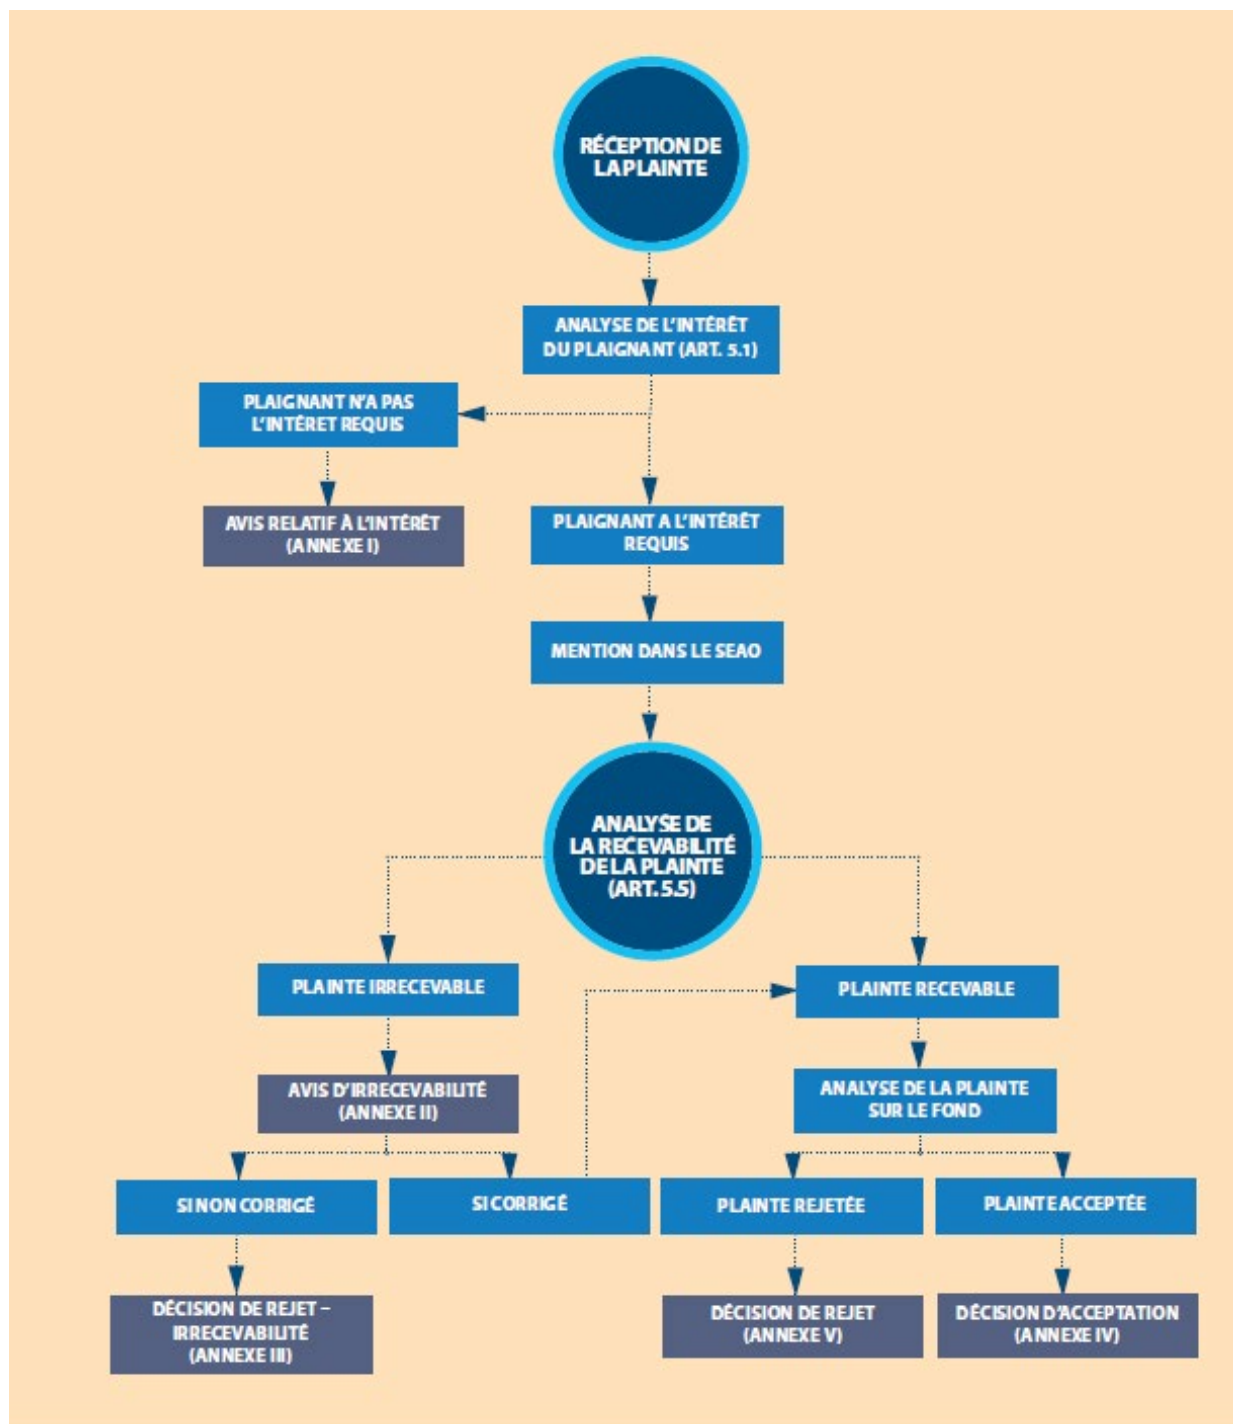 RÉCEPTION DE
LA PLAINTE
ANALYSE DE L'INTÉRÊT
DU PLAIGNANT (ART. 5.1)
PLAIGNANT N'A PAS
L'INTÉRET REQUIS
AVIS RELATIF À L'INTÉRÊT
(ANNEXE I)
PLAIGNANT A L'INTÉRÊT
REQUIS
MENTION DANS LE SEAO
ANALYSE DE
LA RECEVABILITÉ
DE LA PLAINTE
(ART. 5.5)
PLAINTE IRRECEVABLE
PLAINTE RECEVABLE
AVIS D'IRRECEVABILITÉ
(ANNEXE II)
ANALYSE DE LA PLAINTE
SUR LE FOND
SI NON CORRIGÉ
SI CORRIGÉ
PLAINTE REJETÉE
PLAINTE ACCEPTÉE
DÉCISION DE REJET –
IRRECEVABILITÉ
(ANNEXE III)
DÉCISION DE REJET
(ANNEXE V)
DÉCISION D'ACCEPTATION
(ANNEXE IV)